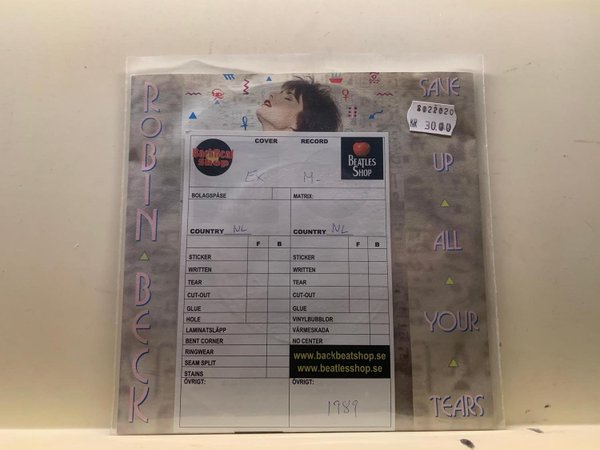 ROBIN BECK
SAVE
UP
ALL
YOUR
TEARS
8022020
KR 30,00
COVER RECORD
BackBeat
Shop
BEATLES
SHOP
EX M-
BOLAGSPÅSE MATRIX:
COUNTRY NL COUNTRY NL
F B F B
STICKER STICKER
WRITTEN WRITTEN
TEAR TEAR
CUT-OUT CUT-OUT
GLUE GLUE
HOLE VINYLBUBBLOR
LAMINATSLÄPP VÄRMESKADA
BENT CORNER NO CENTER
RINGWEAR
SEAM SPLIT
STAINS
www.backbeatshop.se
www.beatlesshop.se
ÖVRIGT: ÖVRIGT:
1989